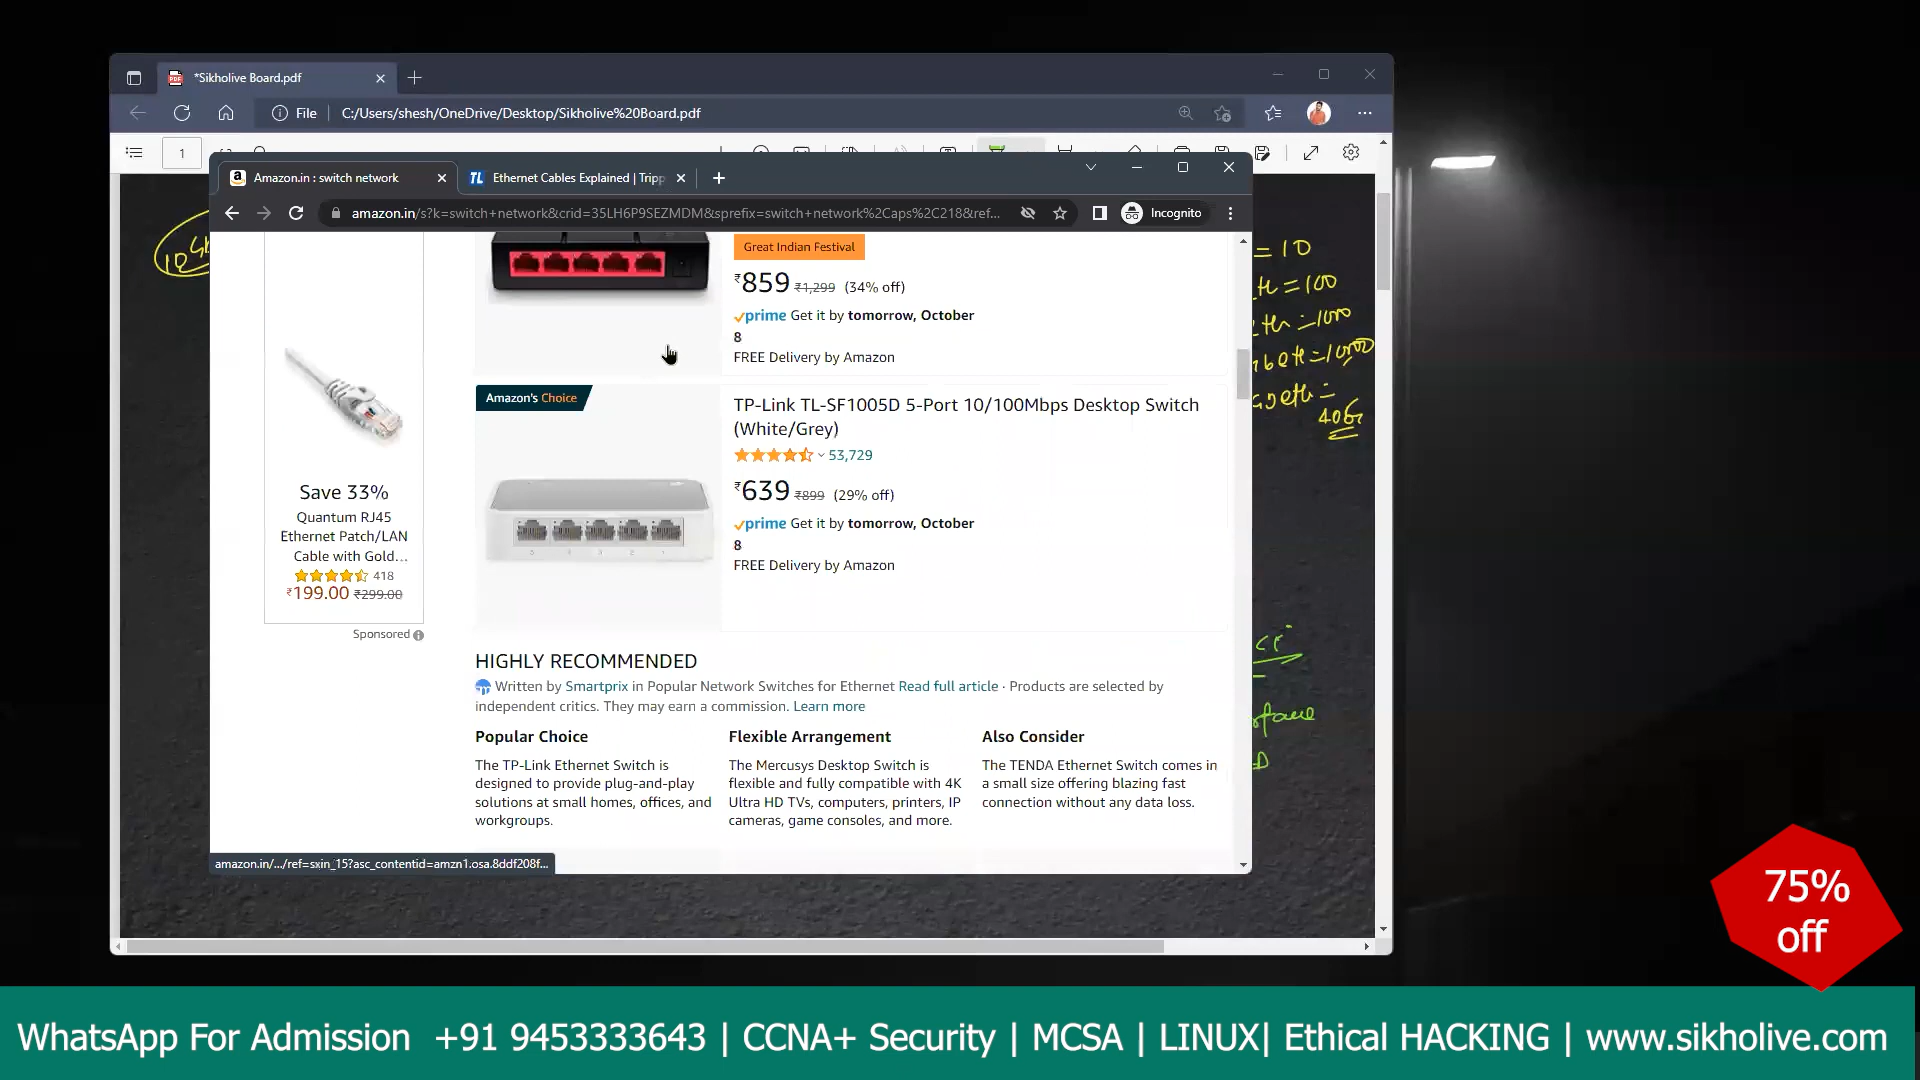 *Sikholive Board.pdf
File
C:/Users/shesh/OneDrive/Desktop/Sikholive%20Board.pdf
1
Amazon.in : switch network
Ethernet Cables Explained | Tripp
amazon.in/s?k=switch+network&crid=35LH6P9SEZMDM&sprefix=switch+network%2Caps%2C218&ref...
Incognito
Great Indian Festival
₹859 ₹1,299 (34% off)
prime Get it by tomorrow, October
8
FREE Delivery by Amazon
Amazon's Choice
TP-Link TL-SF1005D 5-Port 10/100Mbps Desktop Switch
(White/Grey)
53,729
₹639 ₹899 (29% off)
prime Get it by tomorrow, October
8
FREE Delivery by Amazon
Save 33%
Quantum RJ45
Ethernet Patch/LAN
Cable with Gold...
418
₹199.00 ₹299.00
Sponsored
HIGHLY RECOMMENDED
Written by Smartprix in Popular Network Switches for Ethernet Read full article · Products are selected by
independent critics. They may earn a commission. Learn more
Popular Choice
The TP-Link Ethernet Switch is
designed to provide plug-and-play
solutions at small homes, offices, and
workgroups.
Flexible Arrangement
The Mercusys Desktop Switch is
flexible and fully compatible with 4K
Ultra HD TVs, computers, printers, IP
cameras, game consoles, and more.
Also Consider
The TENDA Ethernet Switch comes in
a small size offering blazing fast
connection without any data loss.
amazon.in/.../ref=sxin_15?asc_contentid=amzn1.osa.8ddf208f...
= 10
= 100
40G
75%
off
WhatsApp For Admission +91 9453333643 | CCNA+ Security | MCSA | LINUX| Ethical HACKING | www.sikholive.com